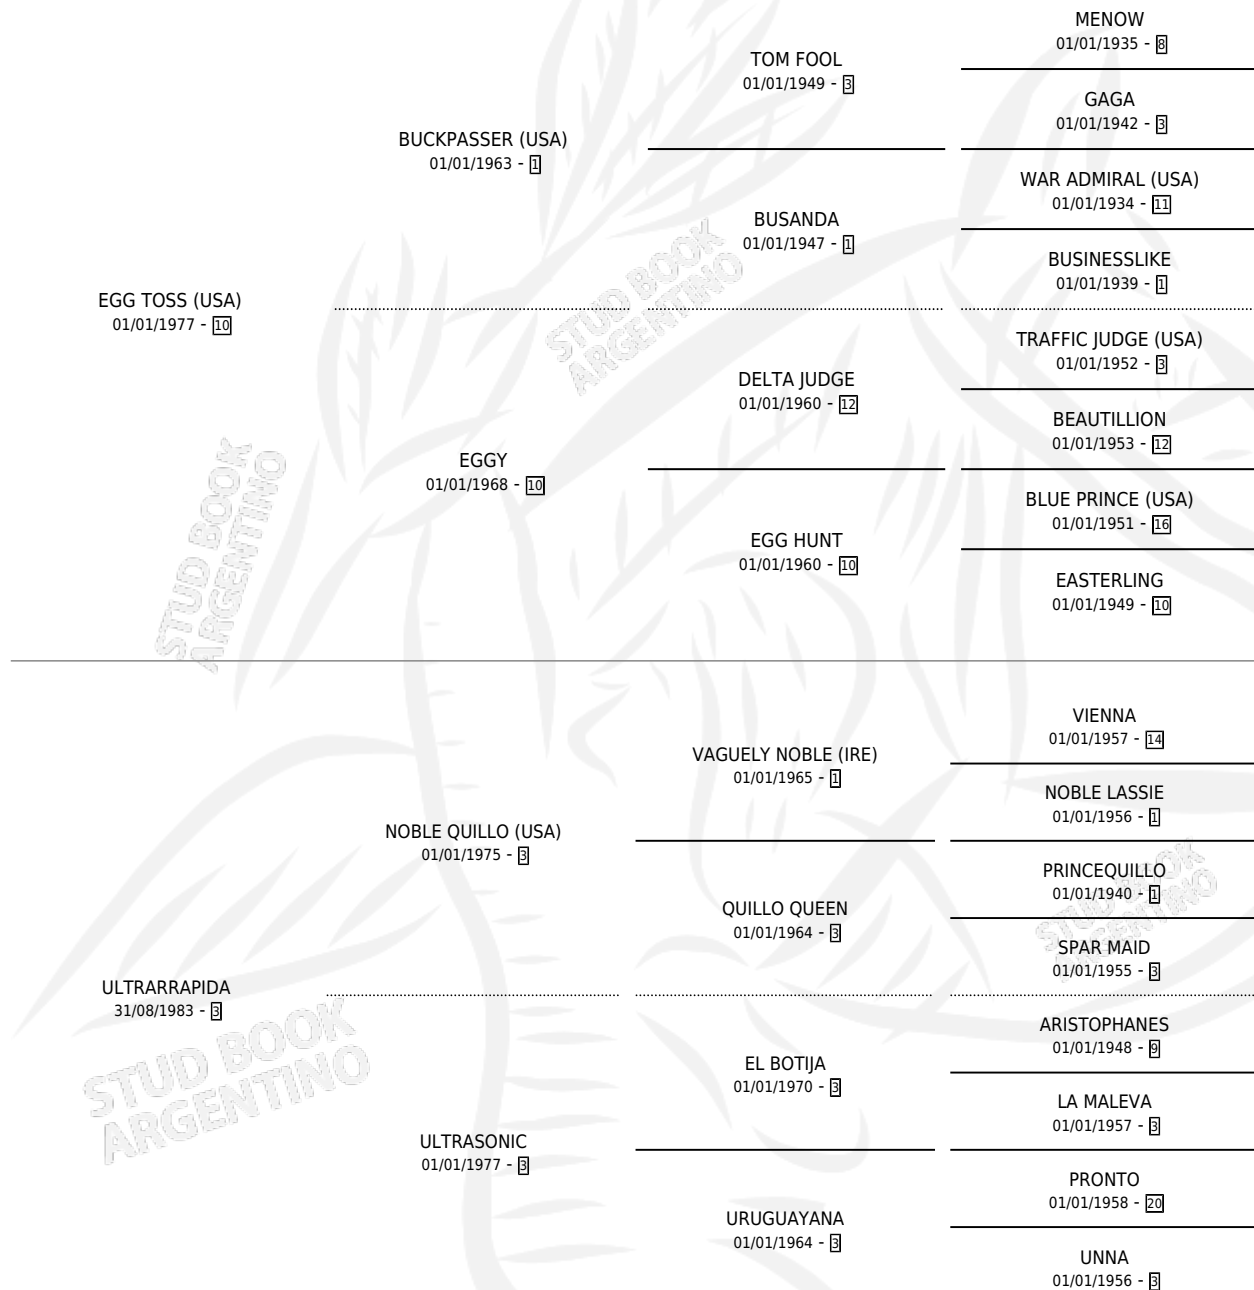 EGG TOSS (USA)
01/01/1977 - 10
BUCKPASSER (USA)
01/01/1963 - 1
EGGY
01/01/1968 - 10
TOM FOOL
01/01/1949 - 3
BUSANDA
01/01/1947 - 1
DELTA JUDGE
01/01/1960 - 12
EGG HUNT
01/01/1960 - 10
MENOW
01/01/1935 - 8
GAGA
01/01/1942 - 3
WAR ADMIRAL (USA)
01/01/1934 - 11
BUSINESSLIKE
01/01/1939 - 1
TRAFFIC JUDGE (USA)
01/01/1952 - 3
BEAUTILLION
01/01/1953 - 12
BLUE PRINCE (USA)
01/01/1951 - 16
EASTERLING
01/01/1949 - 10
ULTRARRAPIDA
31/08/1983 - 3
NOBLE QUILLO (USA)
01/01/1975 - 3
ULTRASONIC
01/01/1977 - 3
VAGUELY NOBLE (IRE)
01/01/1965 - 1
QUILLO QUEEN
01/01/1964 - 3
EL BOTIJA
01/01/1970 - 3
URUGUAYANA
01/01/1964 - 3
VIENNA
01/01/1957 - 14
NOBLE LASSIE
01/01/1956 - 1
PRINCEQUILLO
01/01/1940 - 1
SPAR MAID
01/01/1955 - 3
ARISTOPHANES
01/01/1948 - 9
LA MALEVA
01/01/1957 - 3
PRONTO
01/01/1958 - 20
UNNA
01/01/1956 - 3
STUD BOOK
ARGENTINO
STUD BOOK
ARGENTINO
STUD BOOK
ARGENTINO
STUD BOOK
ARGENTINO